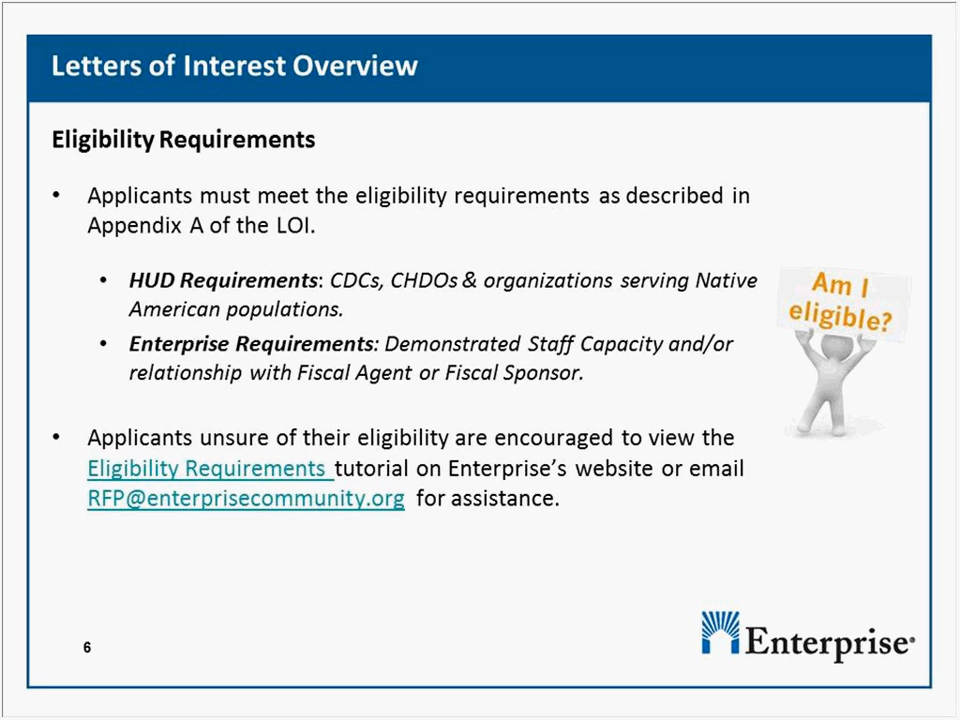 Letters of Interest Overview
Eligibility Requirements
• Applicants must meet the eligibility requirements as described in
Appendix A of the LOI.
• HUD Requirements: CDCs, CHDOs & organizations serving Native
American populations.
• Enterprise Requirements: Demonstrated Staff Capacity and/or
relationship with Fiscal Agent or Fiscal Sponsor.
Am I
eligible?
• Applicants unsure of their eligibility are encouraged to view the
Eligibility Requirements tutorial on Enterprise’s website or email
RFP@enterprisecommunity.org for assistance.
6
Enterprise®